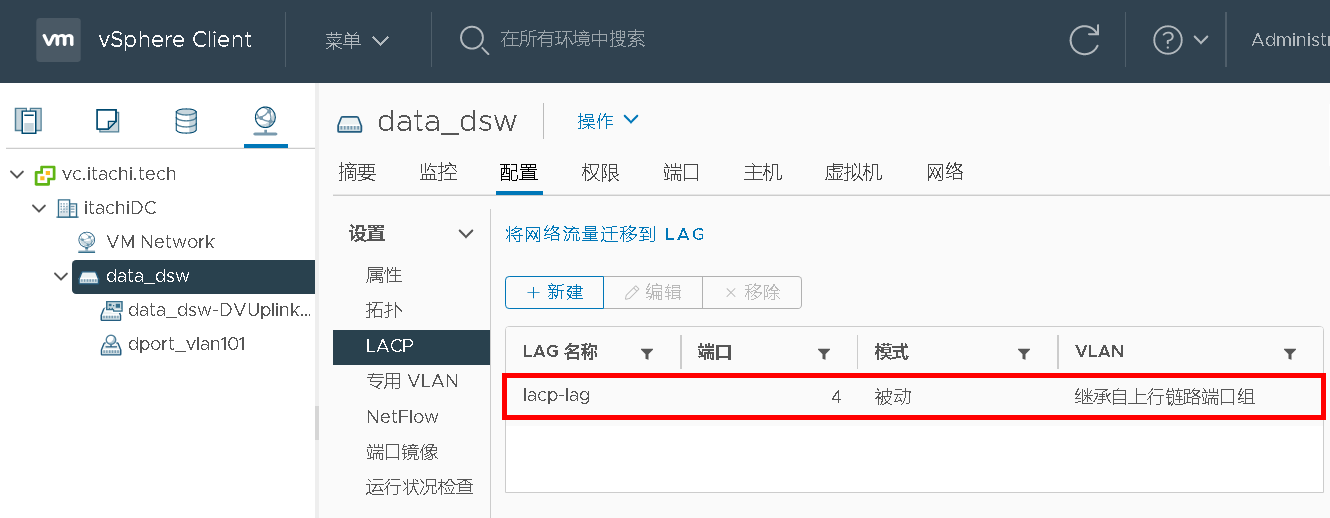 vm vSphere Client 菜单 在所有环境中搜索 Administr
data_dsw 操作
摘要 监控 配置 权限 端口 主机 虚拟机 网络
vc.itachi.tech
itachiDC
VM Network
data_dsw
data_dsw-DVUplink...
dport_vlan101
设置
属性
拓扑
LACP
专用 VLAN
NetFlow
端口镜像
运行状况检查
将网络流量迁移到 LAG
+ 新建 编辑 × 移除
LAG 名称 端口 模式 VLAN
lacp-lag 4 被动 继承自上行链路端口组